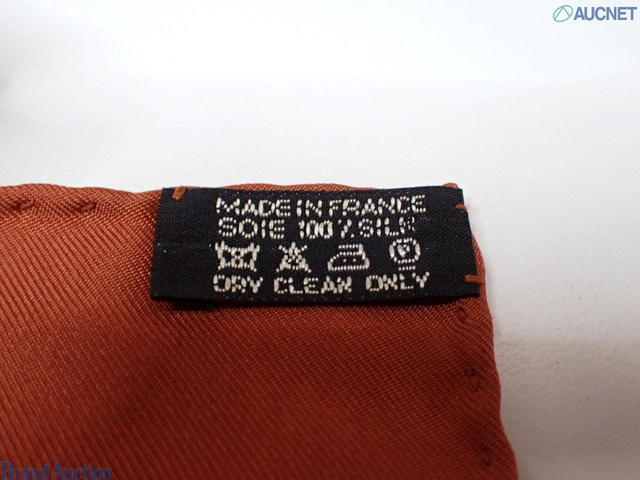 AUCNET
MADE IN FRANCE
SOIE 100% SILK
DRY CLEAN ONLY
Brand Auction